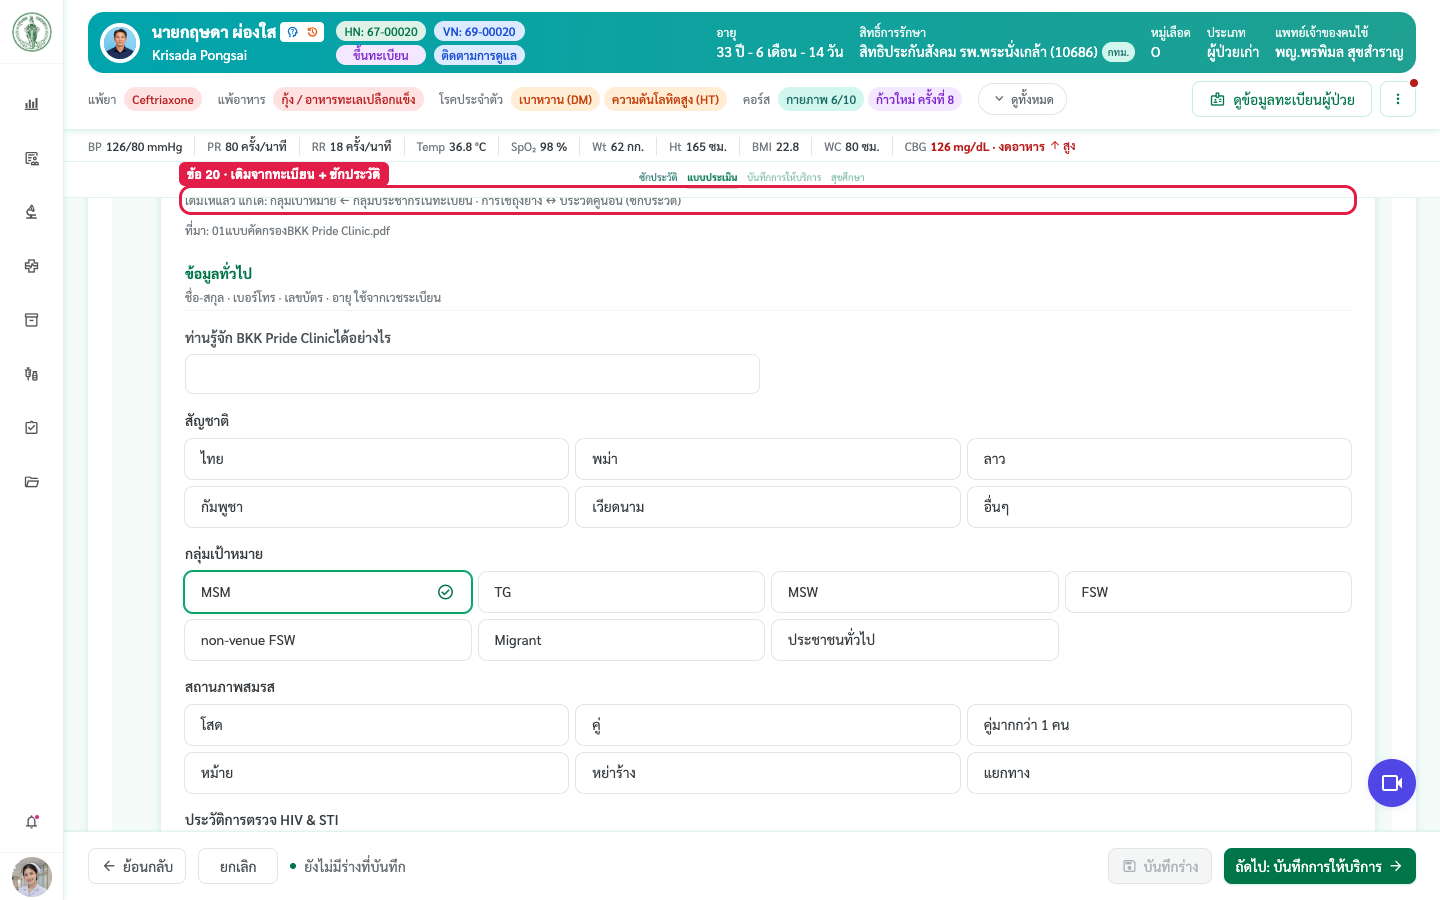 นายกฤษดา ผ่องใส
Krisada Pongsai
HN: 67-00020
VN: 69-00020
ขึ้นทะเบียน
ติดตามการดูแล
อายุ
33 ปี - 6 เดือน - 14 วัน
สิทธิ์การรักษา
สิทธิประกันสังคม รพ.พระนั่งเกล้า (10686) กทม.
หมู่เลือด
O
ประเภท
ผู้ป่วยเก่า
แพทย์เจ้าของคนไข้
พญ.พรพิมล สุขสำราญ
แพ้ยา Ceftriaxone แพ้อาหาร กุ้ง / อาหารทะเลเปลือกแข็ง โรคประจำตัว เบาหวาน (DM) ความดันโลหิตสูง (HT) คอร์ส กายภาพ 6/10 ก้าวใหม่ ครั้งที่ 8 ดูทั้งหมด
ดูข้อมูลทะเบียนผู้ป่วย
BP 126/80 mmHg PR 80 ครั้ง/นาที RR 18 ครั้ง/นาที Temp 36.8 °C SpO₂ 98 % Wt 62 กก. Ht 165 ซม. BMI 22.8 WC 80 ซม. CBG 126 mg/dL · งดอาหาร ↑ สูง
ข้อ 20 · เติมจากทะเบียน + ซักประวัติ
ซักประวัติ แบบประเมิน บันทึกการให้บริการ สุขศึกษา
เติมให้แล้ว แก้ได้: กลุ่มเป้าหมาย ← กลุ่มประชากรในทะเบียน · การใช้ถุงยาง ↔ ประวัติคู่นอน (ซักประวัติ)
ที่มา: 01แบบคัดกรองBKK Pride Clinic.pdf
ข้อมูลทั่วไป
ชื่อ-สกุล · เบอร์โทร · เลขบัตร · อายุ ใช้จากเวชระเบียน
ท่านรู้จัก BKK Pride Clinicได้อย่างไร
สัญชาติ
ไทย พม่า ลาว
กัมพูชา เวียดนาม อื่นๆ
กลุ่มเป้าหมาย
MSM TG MSW FSW
non-venue FSW Migrant ประชาชนทั่วไป
สถานภาพสมรส
โสด คู่ คู่มากกว่า 1 คน
หม้าย หย่าร้าง แยกทาง
ประวัติการตรวจ HIV & STI
← ย้อนกลับ ยกเลิก ยังไม่มีร่างที่บันทึก บันทึกร่าง ถัดไป: บันทึกการให้บริการ →